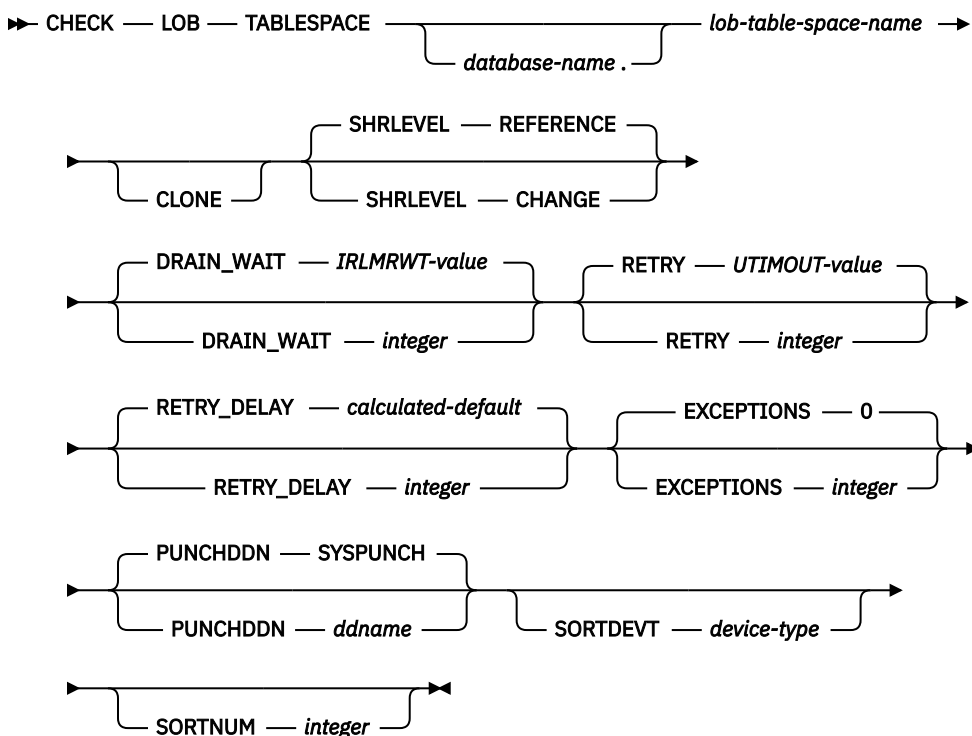 CHECK LOB TABLESPACE lob-table-space-name
database-name .
SHRLEVEL REFERENCE
CLONE SHRLEVEL CHANGE
DRAIN_WAIT IRLMRWT-value RETRY UTIMOUT-value
DRAIN_WAIT integer RETRY integer
RETRY_DELAY calculated-default EXCEPTIONS 0
RETRY_DELAY integer EXCEPTIONS integer
PUNCHDDN SYSPUNCH
PUNCHDDN ddname SORTDEVT device-type
SORTNUM integer